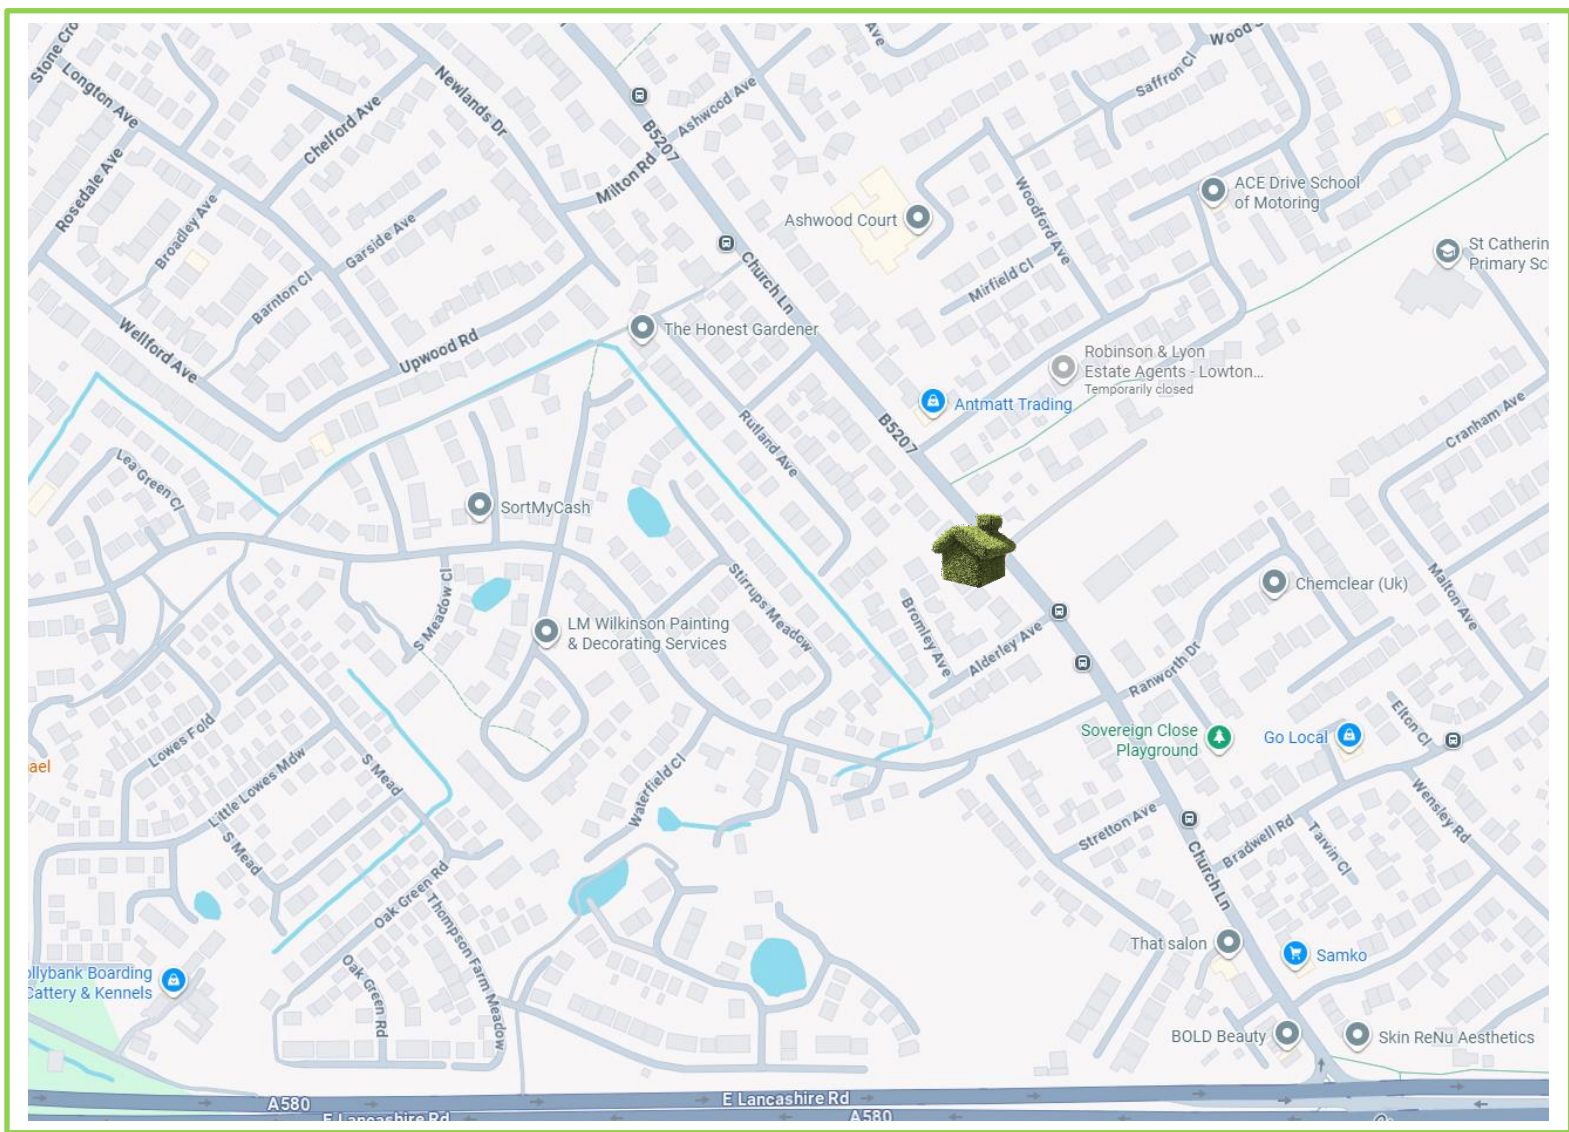 Stone Cro
Longton Ave
Newlands Dr
Chelford Ave
Ashwood Ave
B5207
Ave
Wood S
Saffron Cl
Milton Rd
Rosedale Ave
Broadley Ave
Garside Ave
Barnton Cl
Wellford Ave
Upwood Rd
Church Ln
Ashwood Court
Woodford Ave
Mirfield Cl
ACE Drive School
of Motoring
St Catherin
Primary Sc
The Honest Gardener
Robinson & Lyon
Estate Agents - Lowton...
Temporarily closed
Antmatt Trading
B5207
Rutland Ave
Cranham Ave
Lea Green Cl
SortMyCash
S Meadow Cl
Stirrups Meadow
LM Wilkinson Painting
& Decorating Services
Bromley Ave
Alderley Ave
Chemclear (Uk)
Malton Ave
Ranworth Dr
Sovereign Close
Playground
Go Local
Elton Cl
Lowes Fold
ael
Little Lowes Mdw
S Mead
S Mead
Waterfield Cl
Stretton Ave
Bradwell Rd
Tarvin Cl
Wensley Rd
Church Ln
Oak Green Rd
Thompson Farm Meadow
Oak Green Rd
That salon
Samko
ollybank Boarding
Cattery & Kennels
BOLD Beauty
Skin ReNu Aesthetics
A580
E Lancashire Rd
E Lancashire Rd
A580